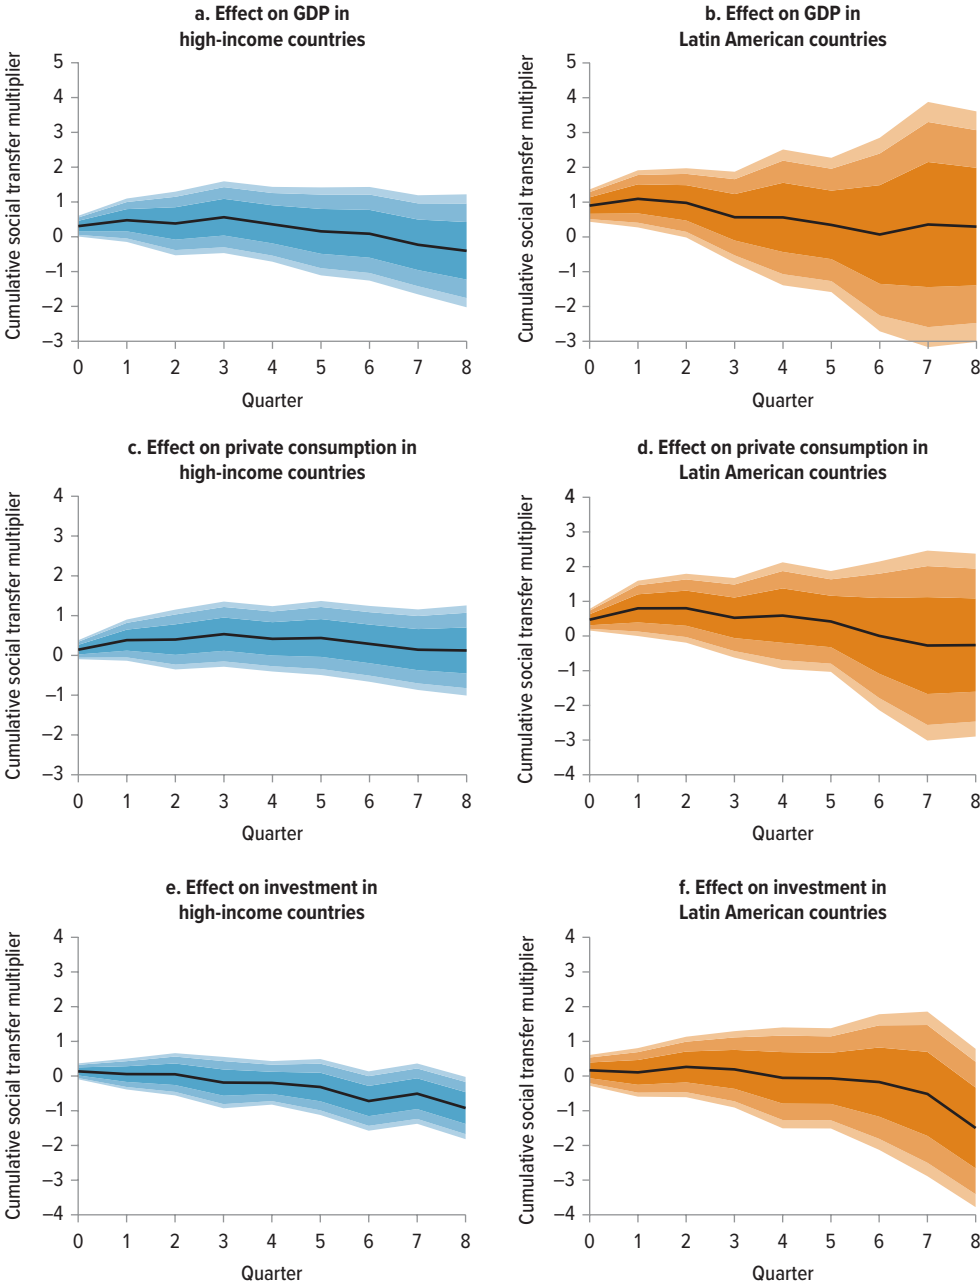 a. Effect on GDP in
high-income countries
Cumulative social transfer multiplier
5
4
3
2
1
0
–1
–2
–3
0 1 2 3 4 5 6 7 8
Quarter
b. Effect on GDP in
Latin American countries
Cumulative social transfer multiplier
5
4
3
2
1
0
–1
–2
–3
0 1 2 3 4 5 6 7 8
Quarter
c. Effect on private consumption in
high-income countries
Cumulative social transfer multiplier
4
3
2
1
0
–1
–2
–3
0 1 2 3 4 5 6 7 8
Quarter
d. Effect on private consumption in
Latin American countries
Cumulative social transfer multiplier
4
3
2
1
0
–1
–2
–3
–4
0 1 2 3 4 5 6 7 8
Quarter
e. Effect on investment in
high-income countries
Cumulative social transfer multiplier
4
3
2
1
0
–1
–2
–3
–4
0 1 2 3 4 5 6 7 8
Quarter
f. Effect on investment in
Latin American countries
Cumulative social transfer multiplier
4
3
2
1
0
–1
–2
–3
–4
0 1 2 3 4 5 6 7 8
Quarter